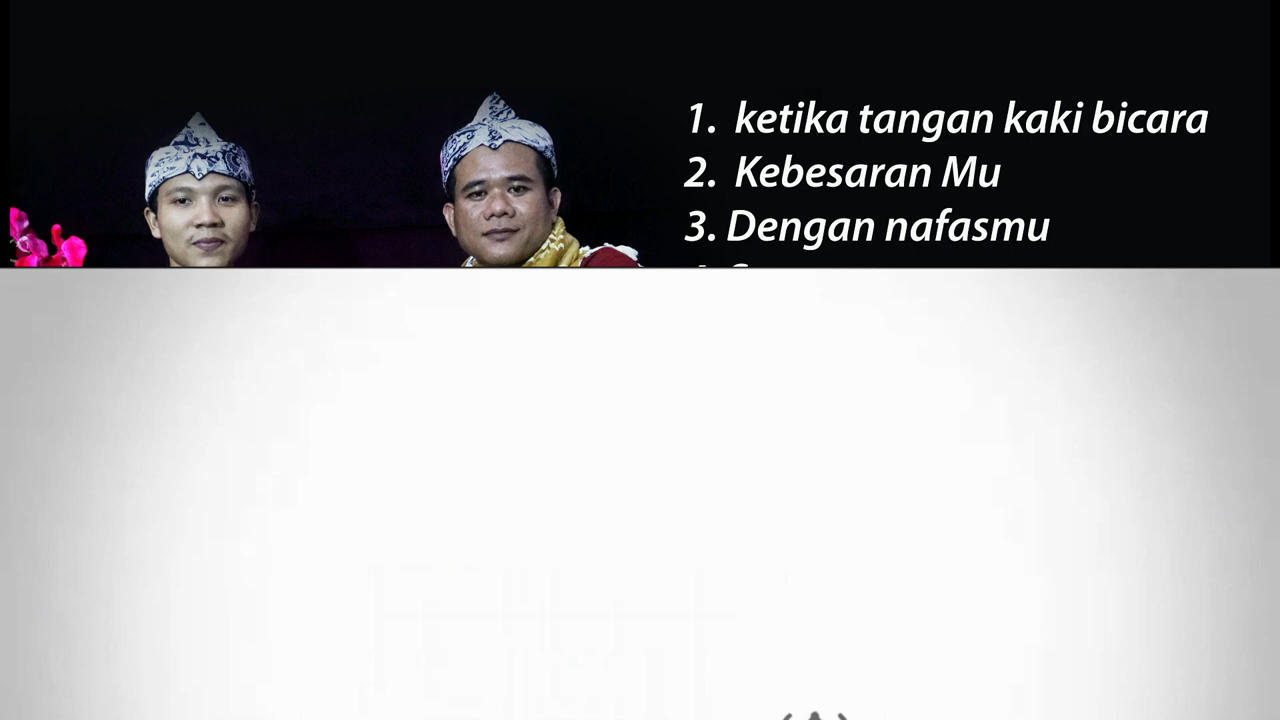 1. ketika tangan kaki bicara
2. Kebesaran Mu
3. Dengan nafasmu